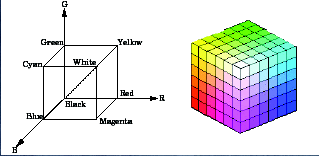 G
Green Yellow
Cyan White
Black Red R
Blue Magenta
B